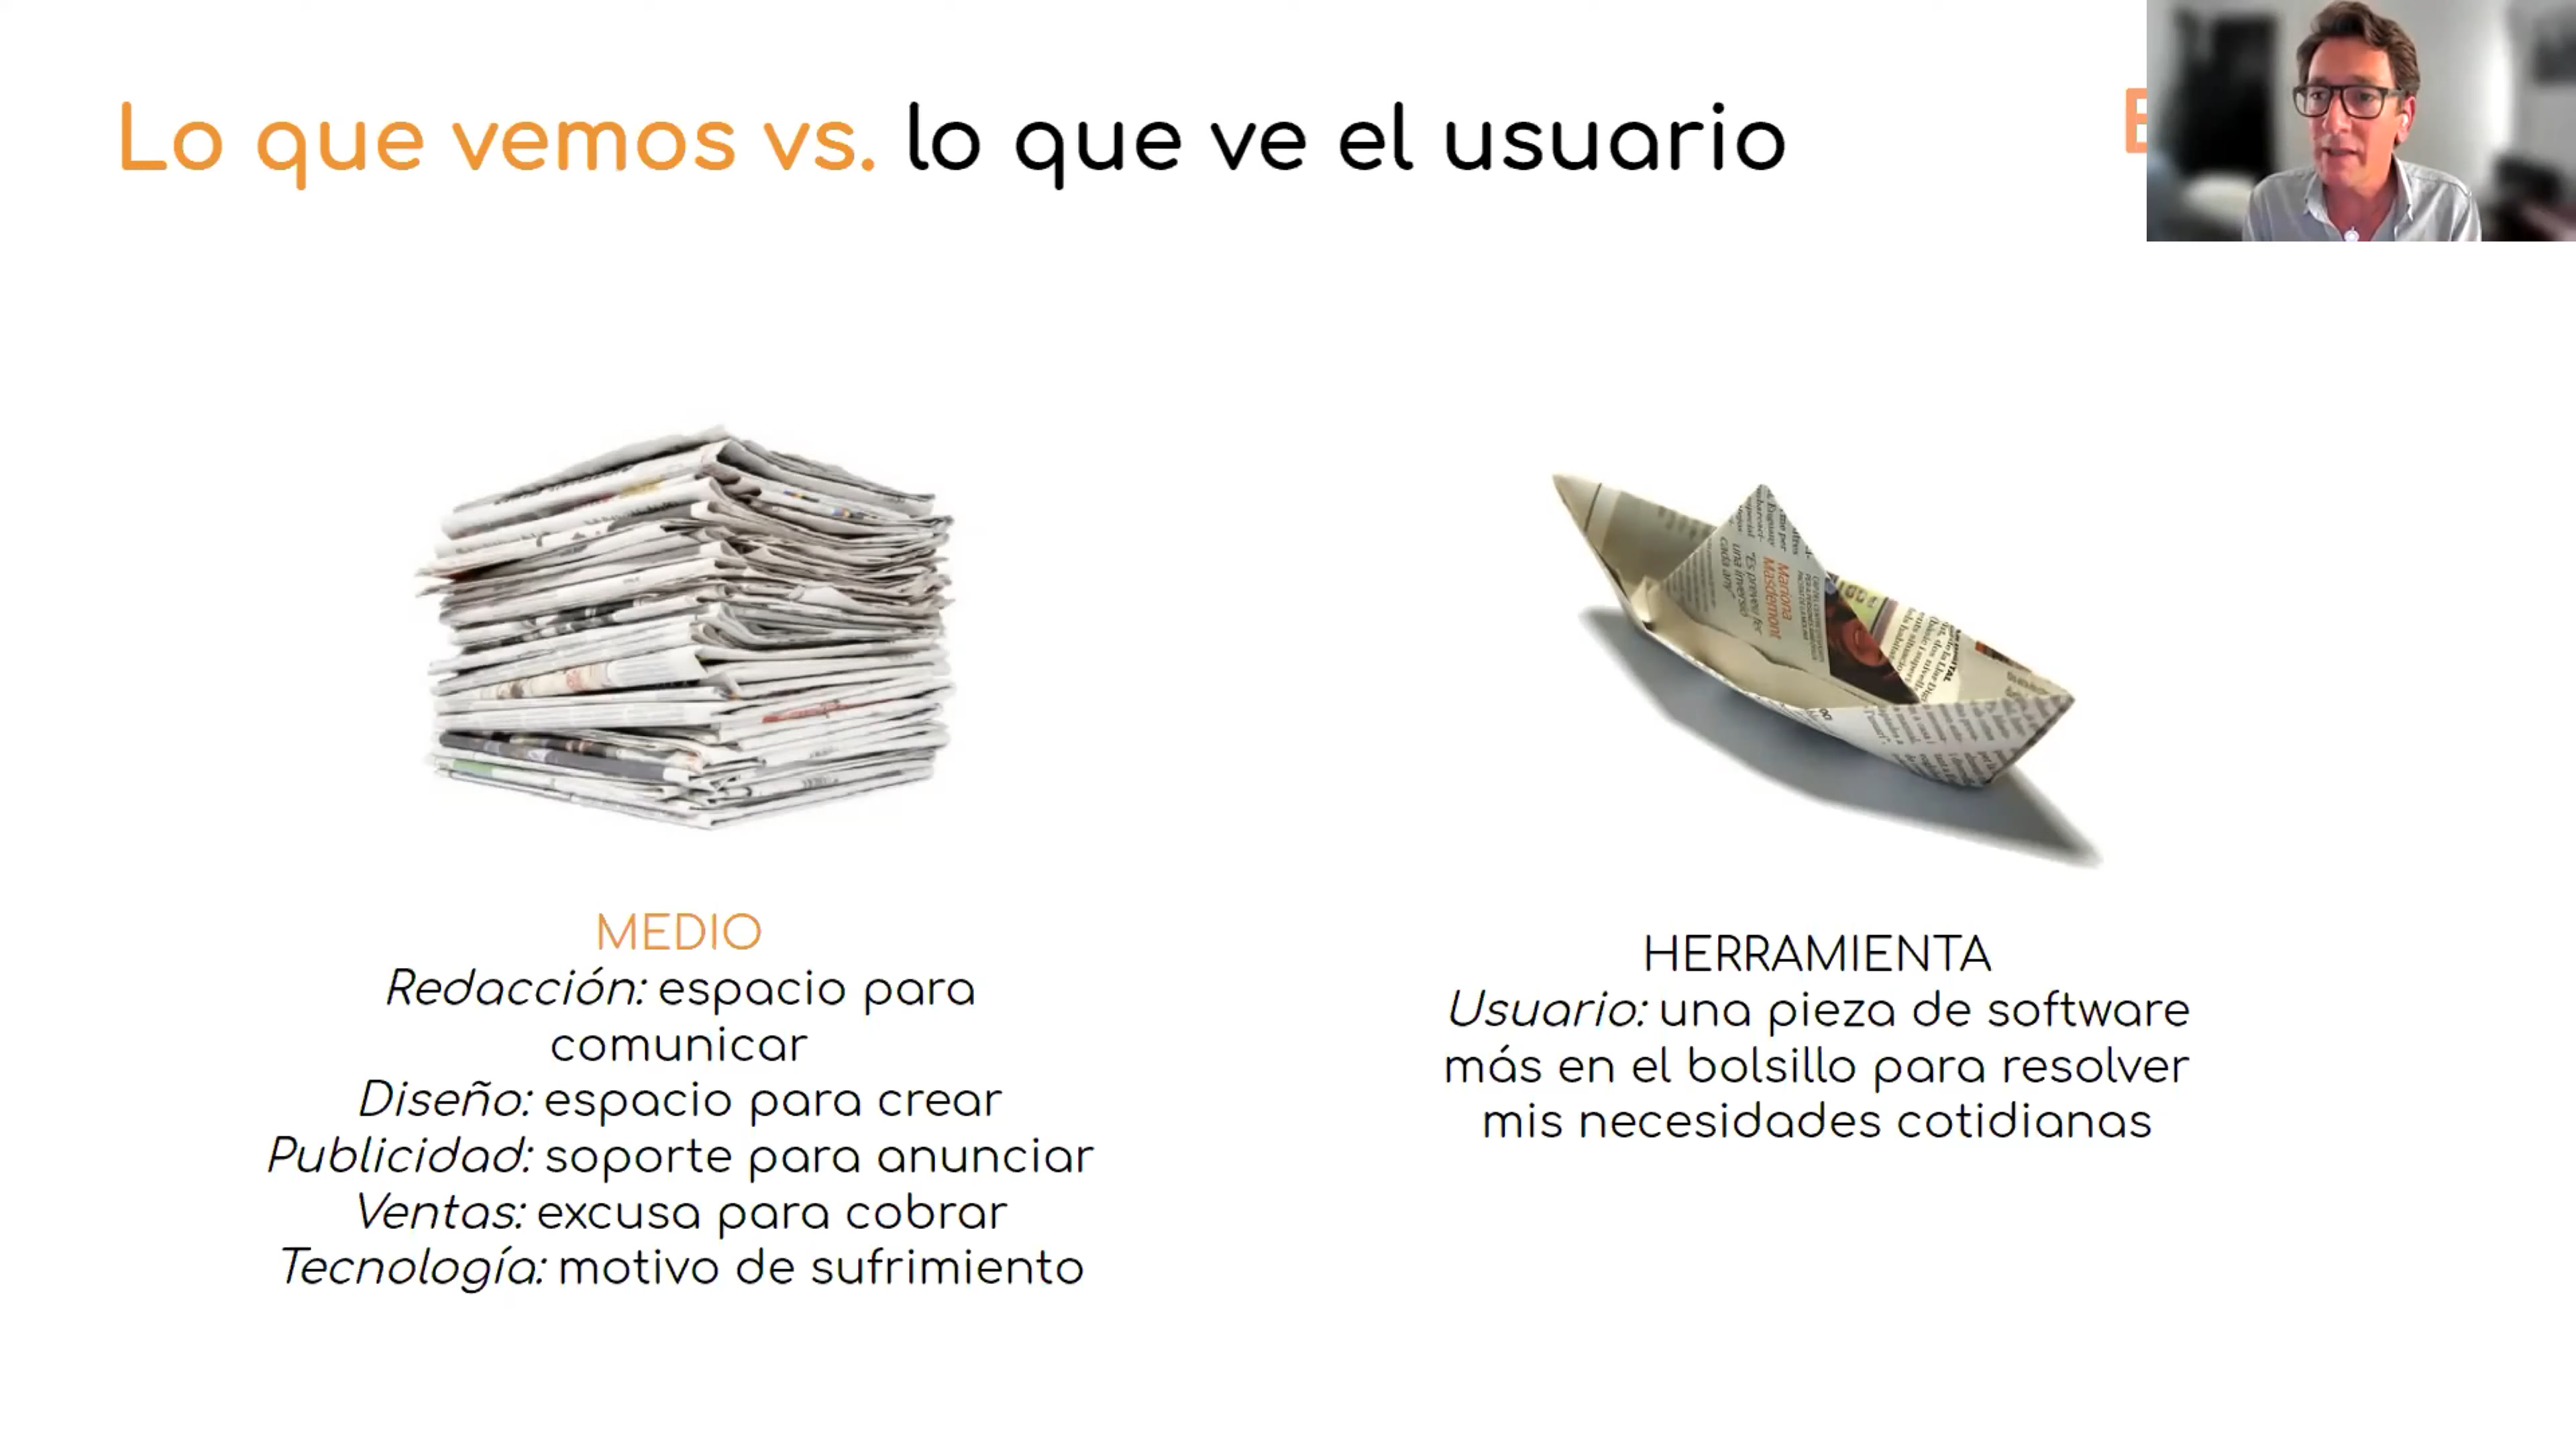 Lo que vemos vs. lo que ve el usuario
E
MEDIO
Redacción: espacio para
comunicar
Diseño: espacio para crear
Publicidad: soporte para anunciar
Ventas: excusa para cobrar
Tecnología: motivo de sufrimiento
Mariona
Masdemont
HERRAMIENTA
Usuario: una pieza de software
más en el bolsillo para resolver
mis necesidades cotidianas